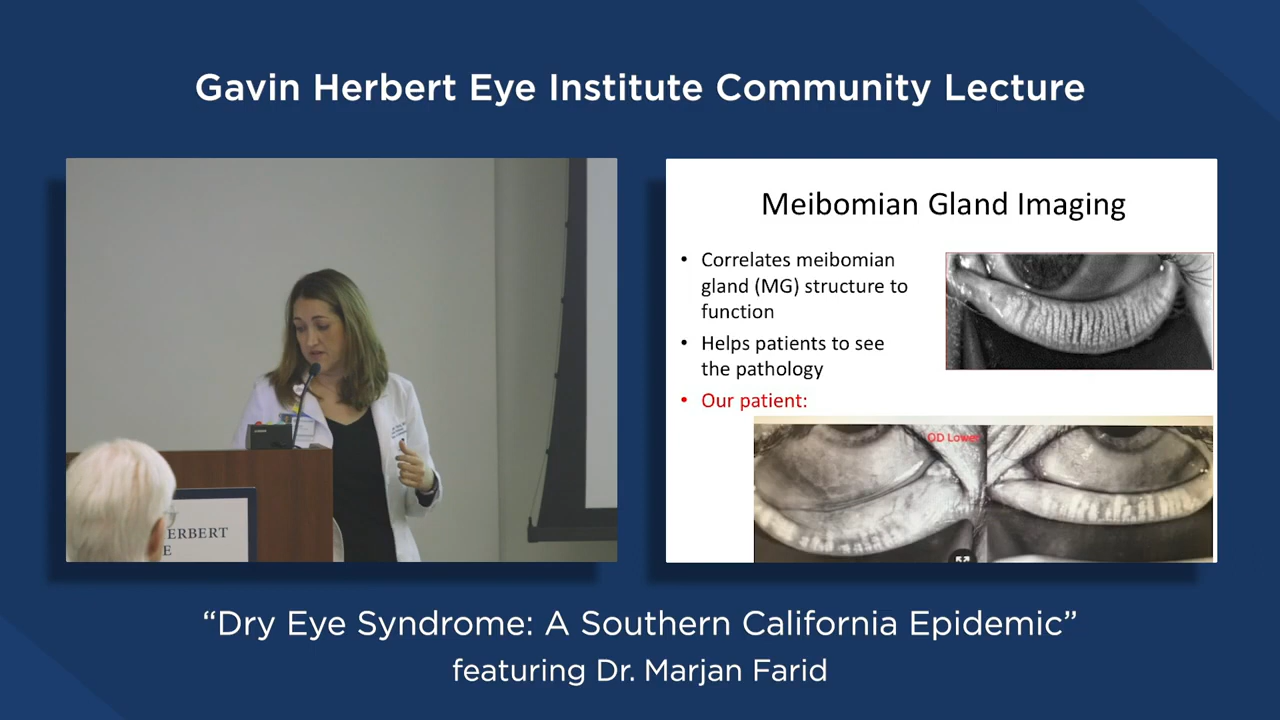 Gavin Herbert Eye Institute Community Lecture
ERBERT
E
Meibomian Gland Imaging
• Correlates meibomian
gland (MG) structure to
function
• Helps patients to see
the pathology
• Our patient:
OD Lower
“Dry Eye Syndrome: A Southern California Epidemic”
featuring Dr. Marjan Farid